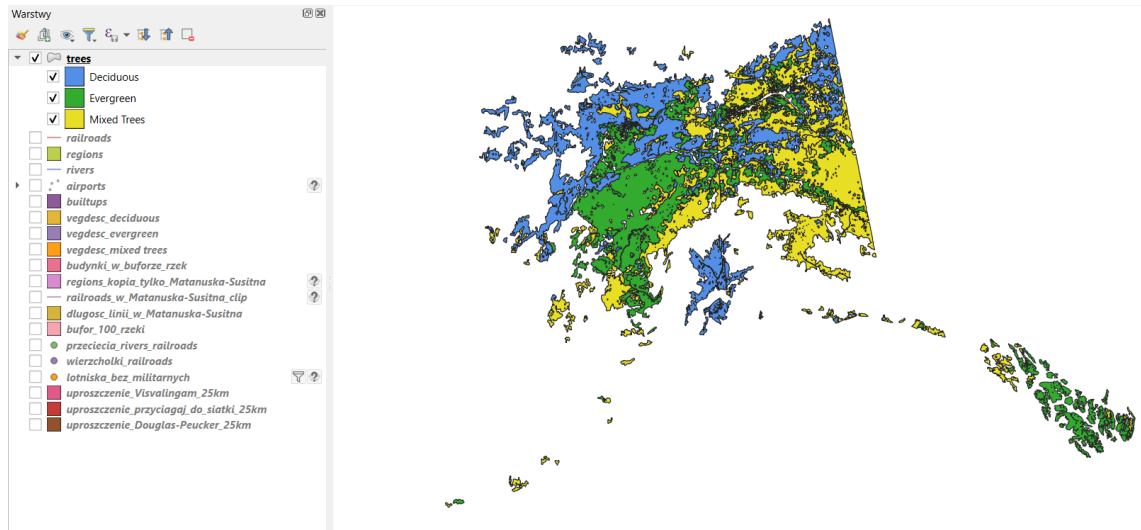 Warstwy
trees
Deciduous
Evergreen
Mixed Trees
railroads
regions
rivers
airports
?
builtups
vegdesc_deciduous
vegdesc_evergreen
vegdesc_mixed trees
budynki_w_buforze_rzek
regions_kopia_tylko_Matanuska-Susitna
?
railroads_w_Matanuska-Susitna_clip
?
dlugosc_linii_w_Matanuska-Susitna
bufor_100_rzeki
przeciecia_rivers_railroads
wierzcholki_railroads
lotniska_bez_militarnych
?
uproszczenie_Visvalingam_25km
uproszczenie_przyciagaj_do_siatki_25km
uproszczenie_Douglas-Peucker_25km